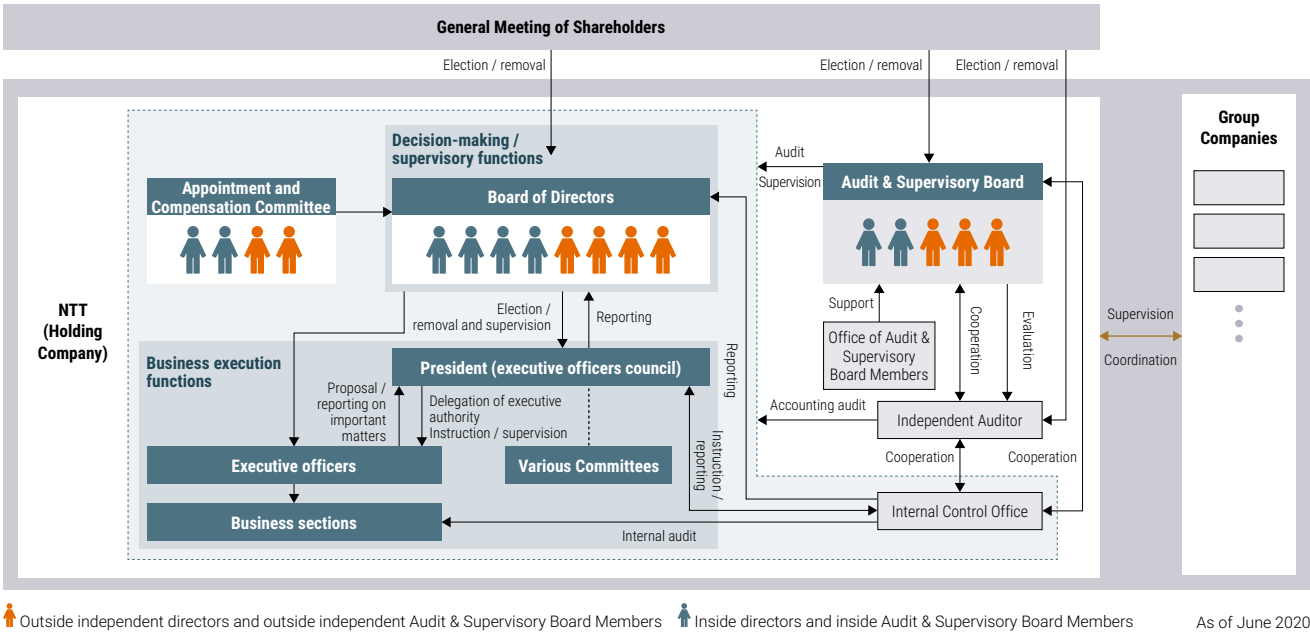 General Meeting of Shareholders
Election / removal
Election / removal
Election / removal
NTT
(Holding
Company)
Decision-making /
supervisory functions
Appointment and
Compensation Committee
Board of Directors
Audit
Supervision
Audit & Supervisory Board
Group
Companies
Election /
removal and supervision
Reporting
Support
Cooperation
Evaluation
Office of Audit &
Supervisory
Board Members
Supervision
Coordination
Business execution
functions
President (executive officers council)
Reporting
Proposal /
reporting on
important
matters
Delegation of executive
authority
Instruction / supervision
Instruction /
reporting
Accounting audit
Independent Auditor
Executive officers
Various Committees
Cooperation
Cooperation
Business sections
Internal Control Office
Internal audit
Outside independent directors and outside independent Audit & Supervisory Board Members
Inside directors and inside Audit & Supervisory Board Members
As of June 2020